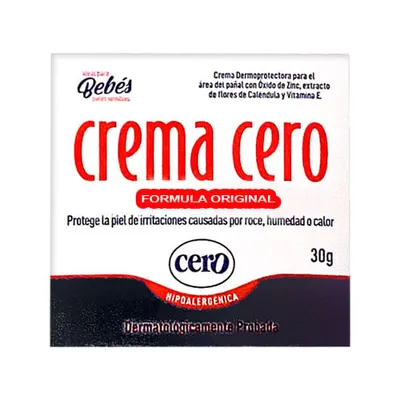 Bebés
Crema Dermoprotectora para el
área del pañal con Óxido de Zinc, extracto
de flores de Caléndula y Vitamina E.
crema cero
FORMULA ORIGINAL
Protege la piel de irritaciones causadas por roce, humedad o calor
cero
30g
HIPOALERGÉNICA
Dermatológicamente Probada